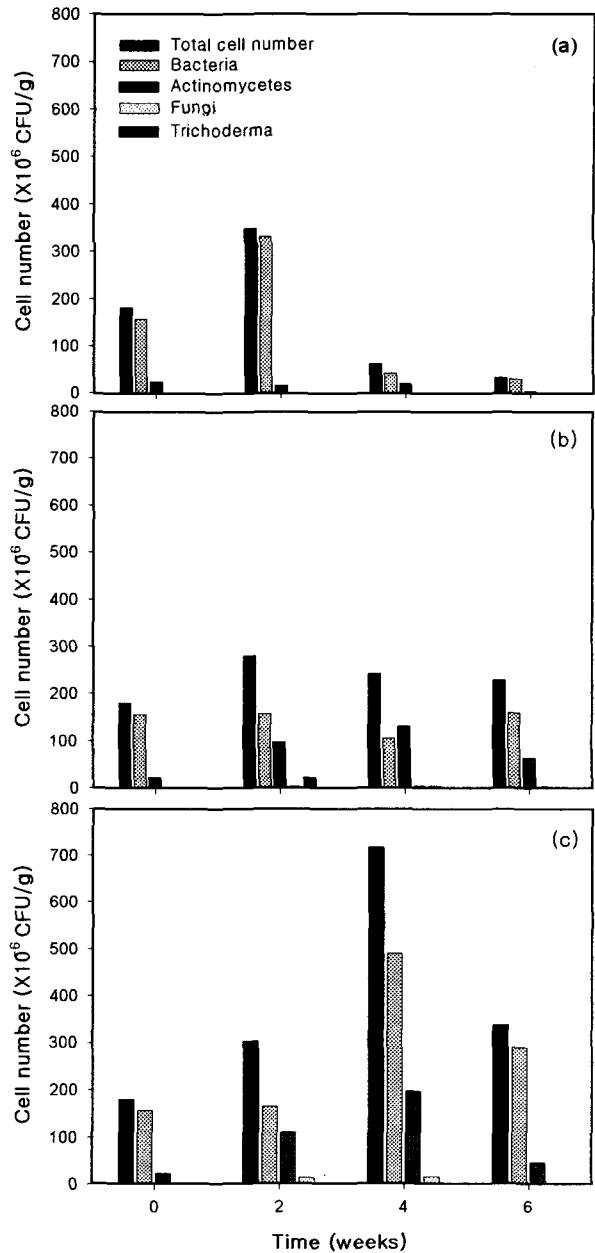 (a)
Total cell number
Bacteria
Actinomycetes
Fungi
Trichoderma
Cell number (X10⁶ CFU/g)
800
700
600
500
400
300
200
100
0
(b)
Cell number (X10⁶ CFU/g)
800
700
600
500
400
300
200
100
0
(c)
Cell number (X10⁶ CFU/g)
800
700
600
500
400
300
200
100
0
0 2 4 6
Time (weeks)